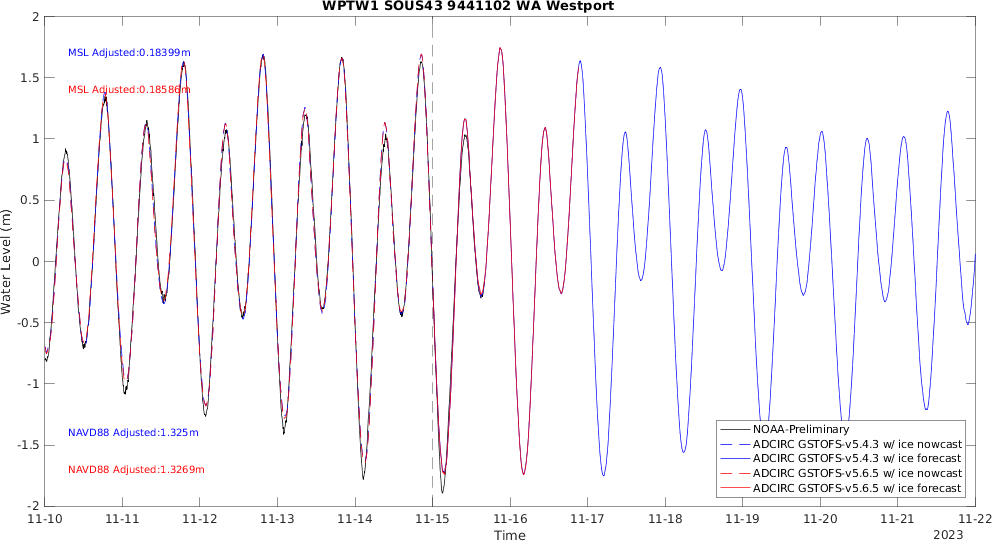 WPTW1 SOUS43 9441102 WA Westport
Water Level (m)
2
1.5
1
0.5
0
-0.5
-1
-1.5
-2
MSL Adjusted:0.18399m
MSL Adjusted:0.18586m
NAVD88 Adjusted:1.325m
NAVD88 Adjusted:1.3269m
NOAA-Preliminary
ADCIRC GSTOFS-v5.4.3 w/ ice nowcast
ADCIRC GSTOFS-v5.4.3 w/ ice forecast
ADCIRC GSTOFS-v5.6.5 w/ ice nowcast
ADCIRC GSTOFS-v5.6.5 w/ ice forecast
11-10 11-11 11-12 11-13 11-14 11-15 11-16 11-17 11-18 11-19 11-20 11-21 11-22
Time
2023